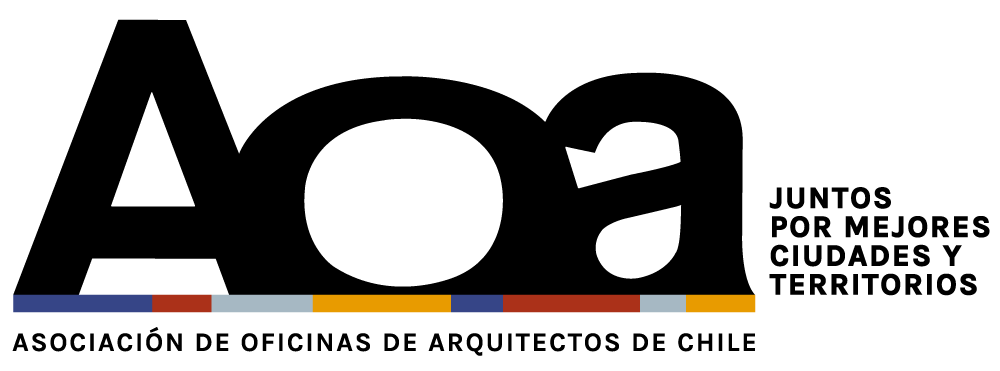 Aoa
JUNTOS
POR MEJORES
CIUDADES Y
TERRITORIOS
ASOCIACIÓN DE OFICINAS DE ARQUITECTOS DE CHILE